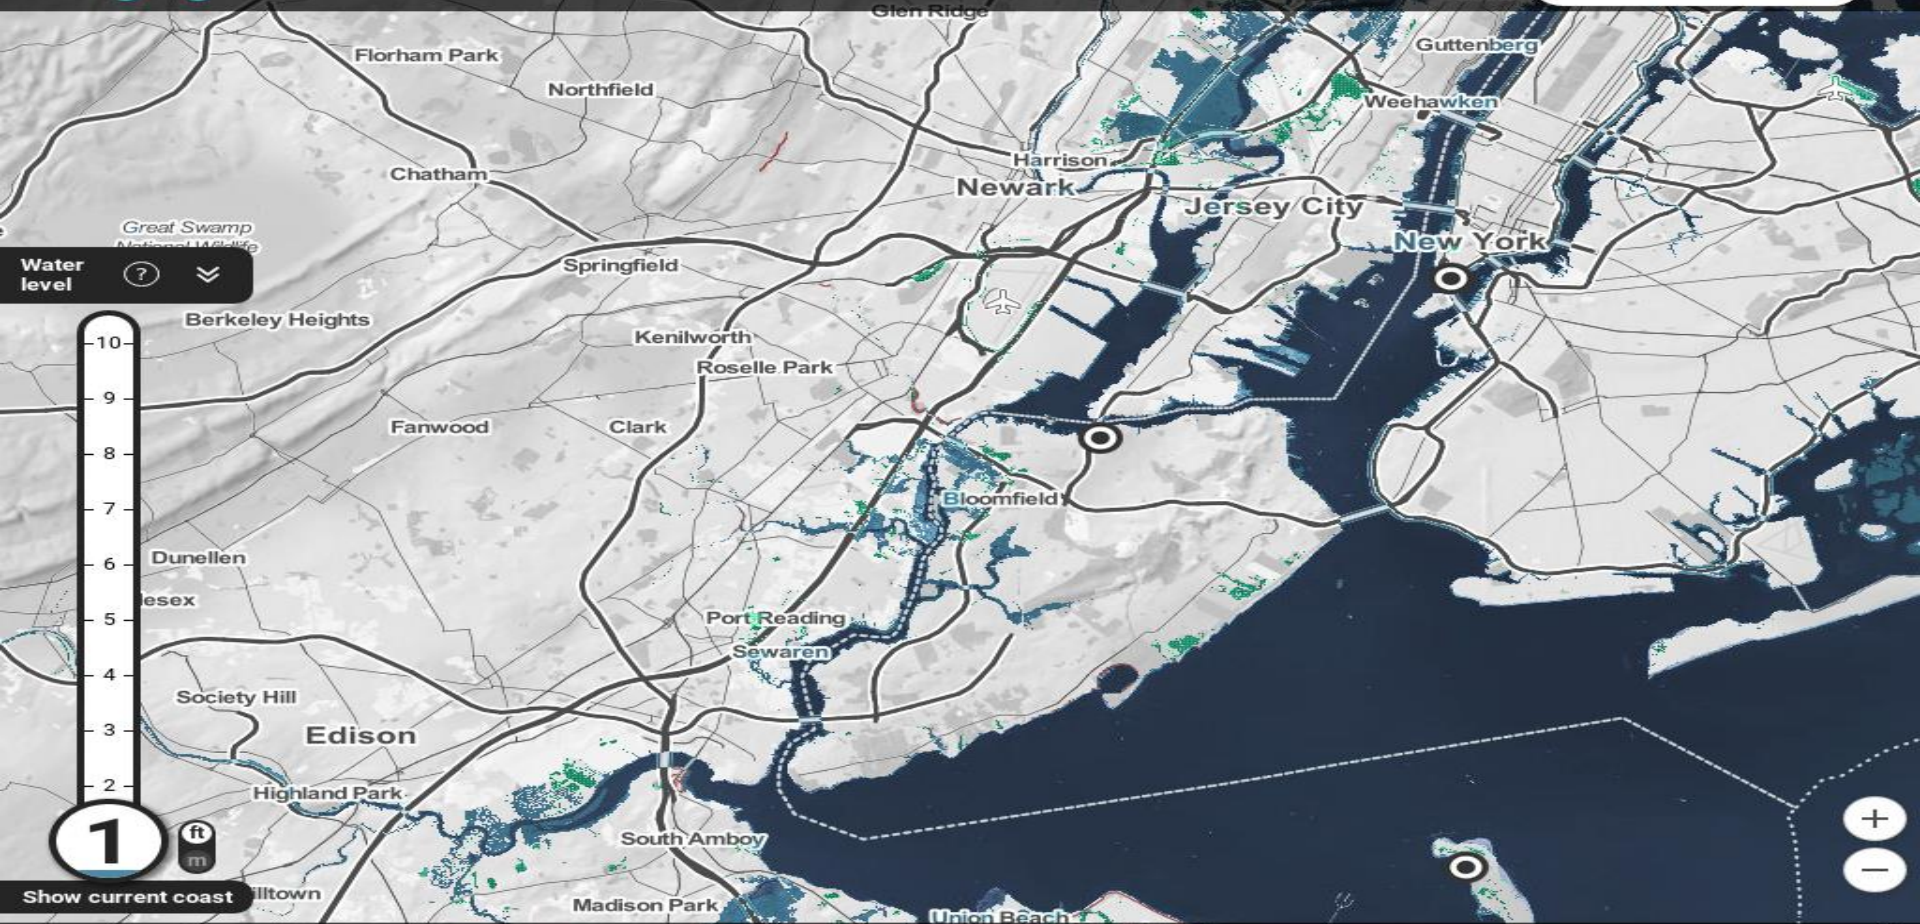 Glen Ridge
Florham Park
Guttenberg
Northfield
Weehawken
Harrison
Chatham
Newark
Jersey City
Great Swamp
National Wildlife
New York
Water
level
?
Springfield
Berkeley Heights
Kenilworth
10
Roselle Park
9
Fanwood
Clark
8
Bloomfield
7
Dunellen
6
lesex
5
Port Reading
Sewaren
4
Society Hill
3
Edison
2
Highland Park
1
ft
m
South Amboy
Show current coast
illtown
Madison Park
Union Beach
+
−